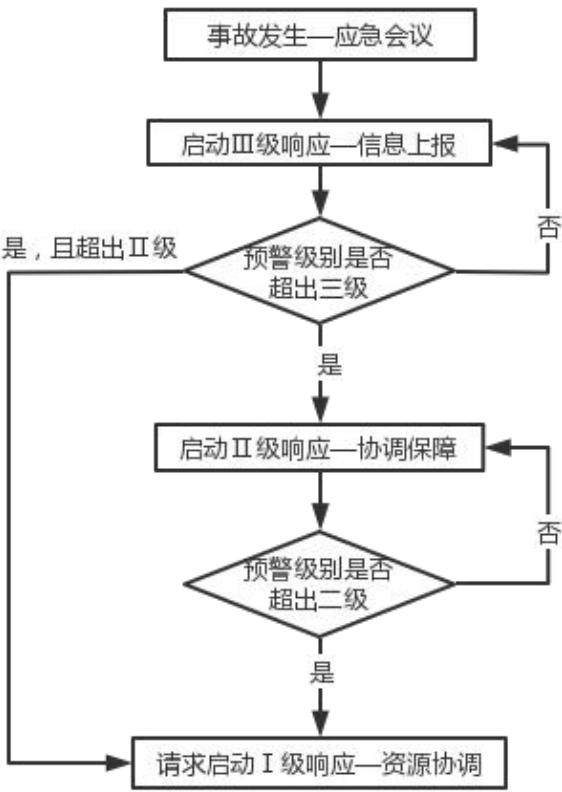 事故发生—应急会议
启动Ⅲ级响应—信息上报
否
是，且超出Ⅱ级
预警级别是否
超出三级
是
启动Ⅱ级响应—协调保障
否
预警级别是否
超出二级
是
请求启动Ⅰ级响应—资源协调